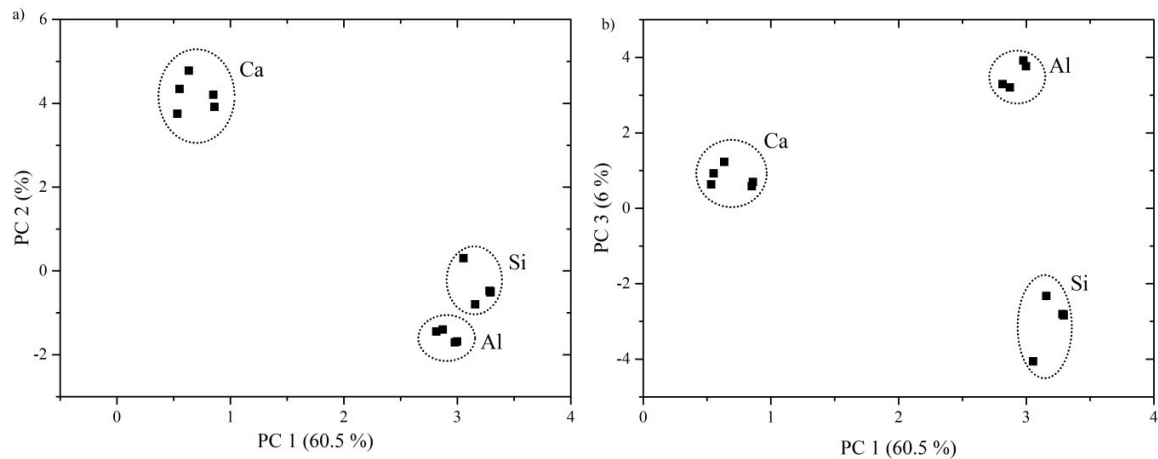 a)
6
4
2
0
-2
PC 2 (%)
Ca
Si
Al
0 1 2 3 4
PC 1 (60.5 %)
b)
4
2
0
-2
-4
PC 3 (6 %)
Al
Ca
Si
0 1 2 3 4
PC 1 (60.5 %)